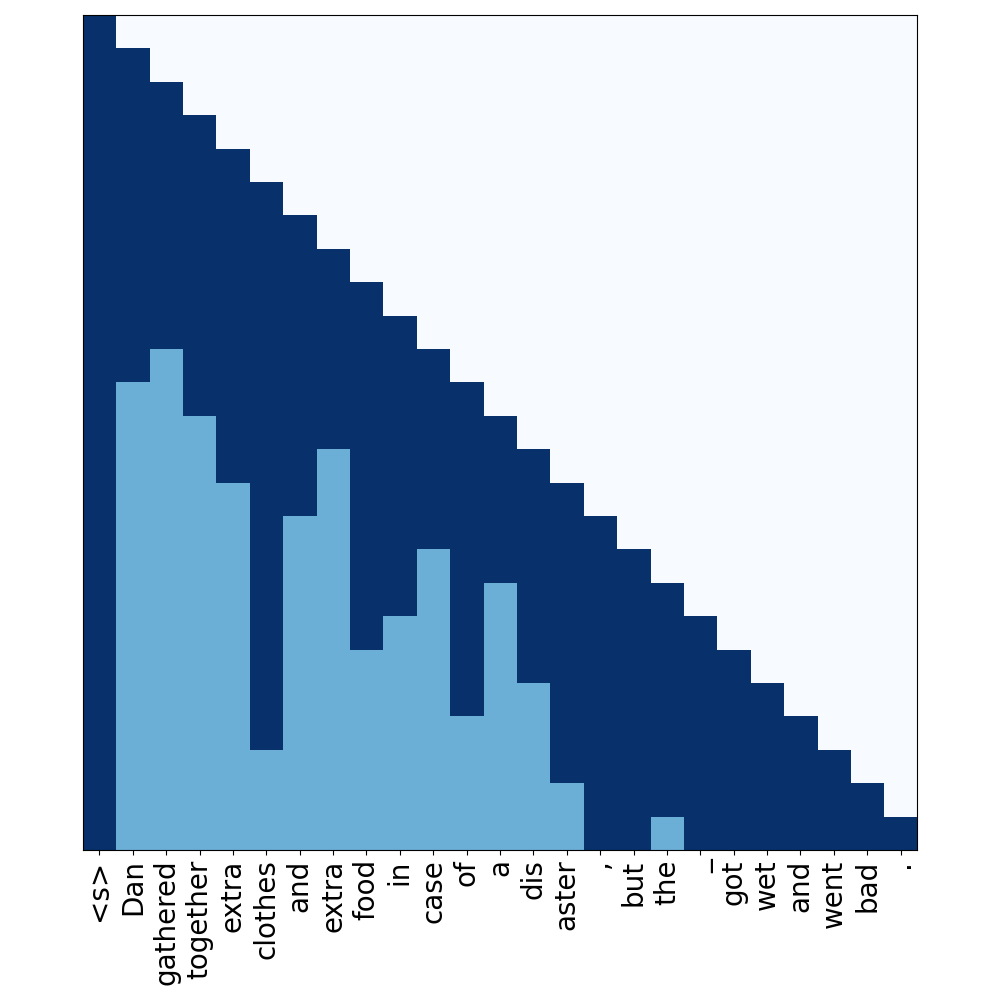 <s> Dan gathered together extra clothes and extra food in case of a dis aster , but the _ got wet and went bad .